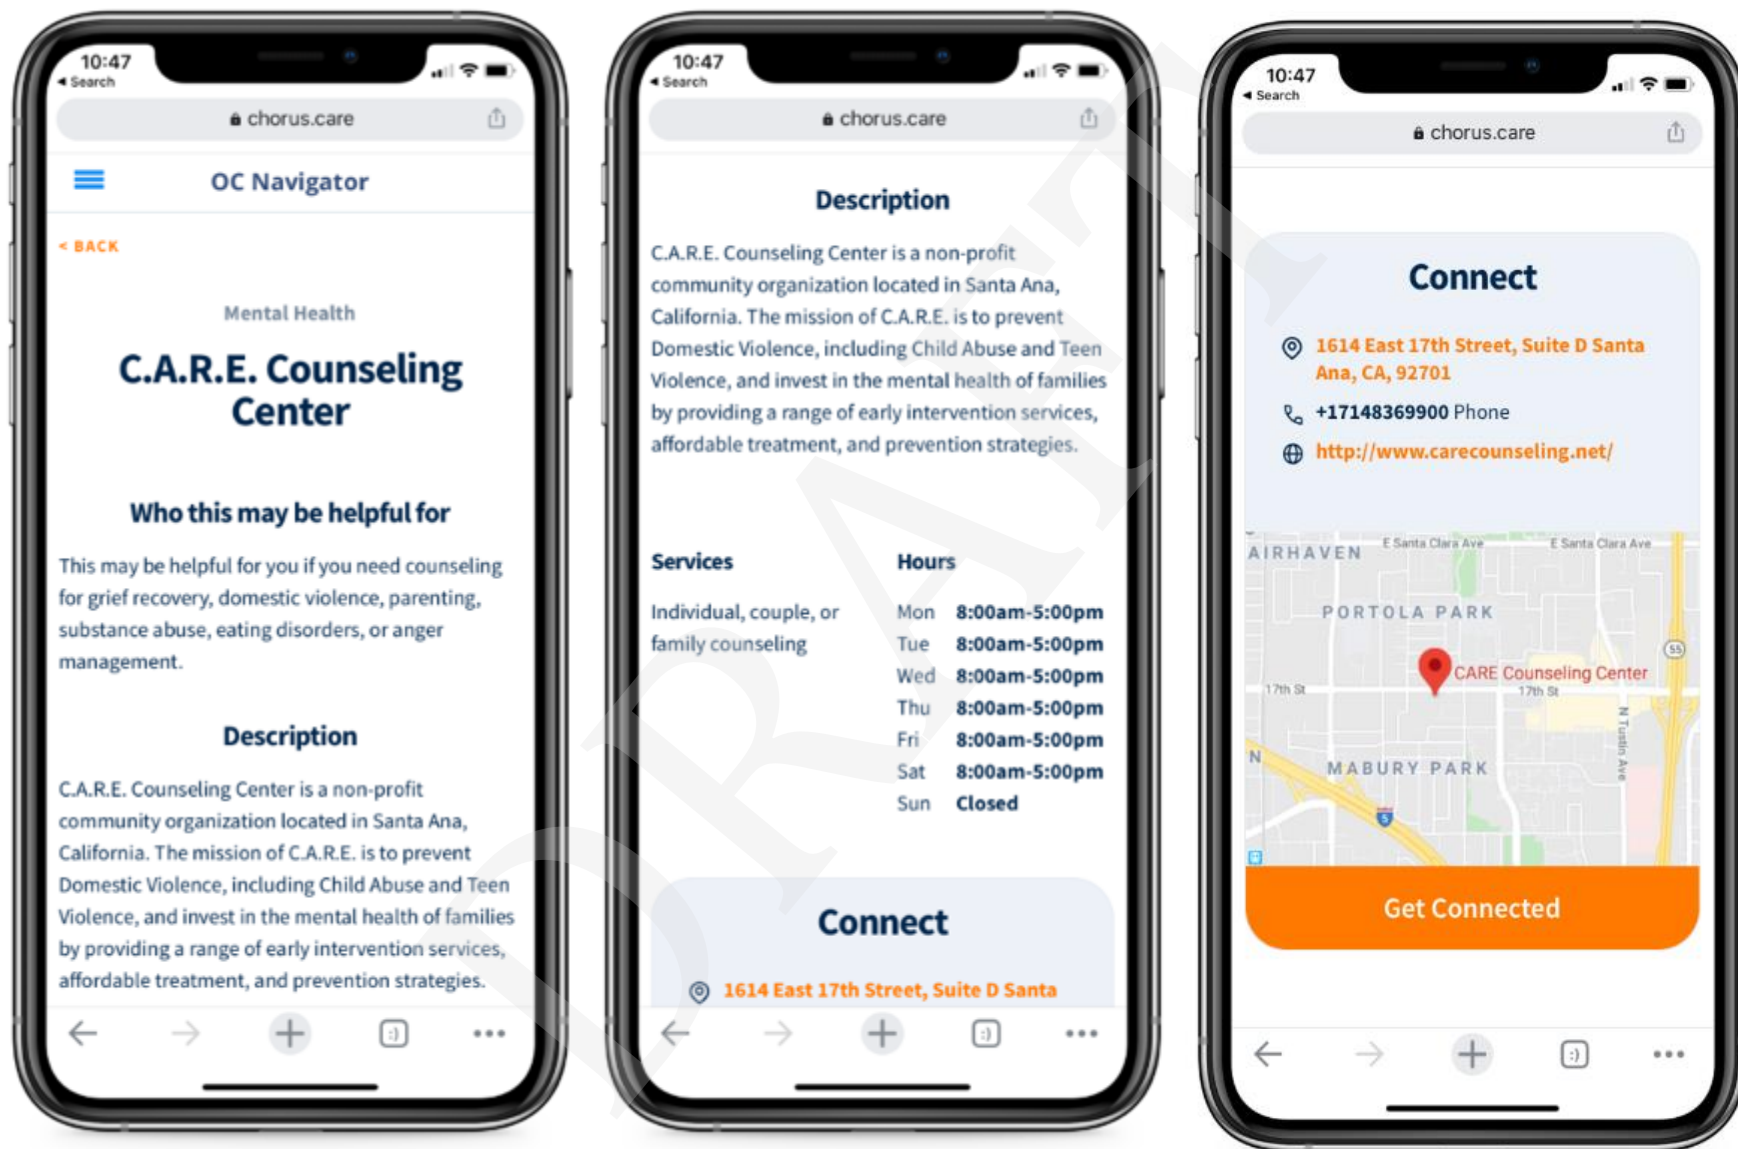 10:47
Search
chorus.care
OC Navigator
< BACK
Mental Health
C.A.R.E. Counseling
Center
Who this may be helpful for
This may be helpful for you if you need counseling
for grief recovery, domestic violence, parenting,
substance abuse, eating disorders, or anger
management.
Description
C.A.R.E. Counseling Center is a non-profit
community organization located in Santa Ana,
California. The mission of C.A.R.E. is to prevent
Domestic Violence, including Child Abuse and Teen
Violence, and invest in the mental health of families
by providing a range of early intervention services,
affordable treatment, and prevention strategies.
:)
10:47
Search
chorus.care
Description
C.A.R.E. Counseling Center is a non-profit
community organization located in Santa Ana,
California. The mission of C.A.R.E. is to prevent
Domestic Violence, including Child Abuse and Teen
Violence, and invest in the mental health of families
by providing a range of early intervention services,
affordable treatment, and prevention strategies.
Services
Individual, couple, or
family counseling
Hours
Mon 8:00am-5:00pm
Tue 8:00am-5:00pm
Wed 8:00am-5:00pm
Thu 8:00am-5:00pm
Fri 8:00am-5:00pm
Sat 8:00am-5:00pm
Sun Closed
Connect
1614 East 17th Street, Suite D Santa
:)
10:47
Search
chorus.care
Connect
1614 East 17th Street, Suite D Santa
Ana, CA, 92701
+17148369900 Phone
http://www.carecounseling.net/
E Santa Clara Ave
E Santa Clara Ave
AIRHAVEN
PORTOLA PARK
55
CARE Counseling Center
17th St
17th St
N Tustin Ave
N
MABURY PARK
5
Get Connected
:)
DRAFT